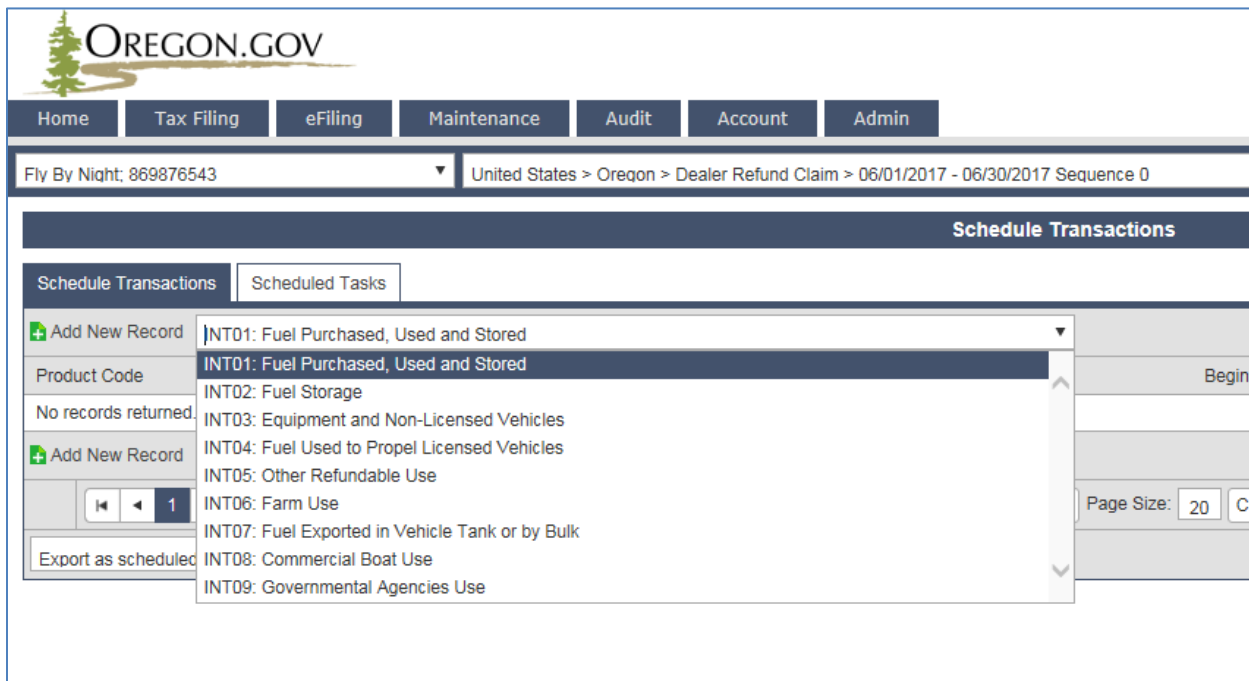 OREGON.GOV
Home Tax Filing eFiling Maintenance Audit Account Admin
Fly By Night; 869876543 United States > Oregon > Dealer Refund Claim > 06/01/2017 - 06/30/2017 Sequence 0
Schedule Transactions
Schedule Transactions Scheduled Tasks
Add New Record INT01: Fuel Purchased, Used and Stored
INT01: Fuel Purchased, Used and Stored
Product Code Begin
INT02: Fuel Storage
No records returned.
INT03: Equipment and Non-Licensed Vehicles
Add New Record INT04: Fuel Used to Propel Licensed Vehicles
INT05: Other Refundable Use
1 INT06: Farm Use Page Size: 20 C
INT07: Fuel Exported in Vehicle Tank or by Bulk
Export as scheduled INT08: Commercial Boat Use
INT09: Governmental Agencies Use